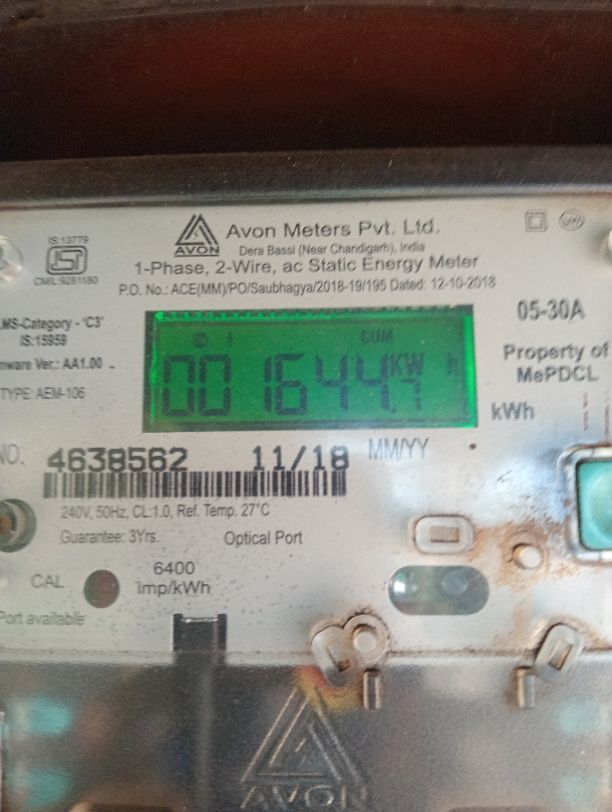 IS:13779
ISI
CM/L:9281180
AVON
Avon Meters Pvt. Ltd.
Dera Bassi (Near Chandigarh), India
1-Phase, 2-Wire, ac Static Energy Meter
P.O. No.: ACE(MM)/PO/Saubhagya/2018-19/195 Dated: 12-10-2018
LMS-Category - 'C3'
IS:15959
mware Ver.: AA1.00
TYPE: AEM-106
CUM
001644.7 KW h
05-30A
Property of
MePDCL
kWh
NO. 4638562 11/18 MM/YY
240V, 50Hz, CL:1.0, Ref. Temp. 27°C
Guarantee: 3Yrs. Optical Port
CAL
6400
imp/kWh
Port available
AVON